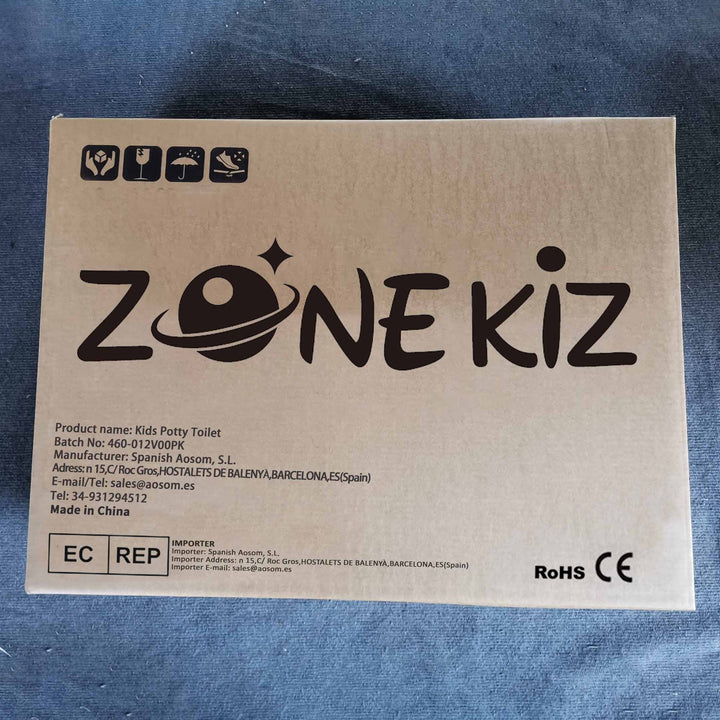 ZONEKIZ
Product name: Kids Potty Toilet
Batch No: 460-012V00PK
Manufacturer: Spanish Aosom, S.L.
Adress: n 15,C/ Roc Gros,HOSTALETS DE BALENYÀ,BARCELONA,ES(Spain)
E-mail/Tel: sales@aosom.es
Tel: 34-931294512
Made in China
EC REP
IMPORTER
Importer: Spanish Aosom, S.L.
Importer Address: n 15,C/ Roc Gros,HOSTALETS DE BALENYÀ,BARCELONA,ES(Spain)
Importer E-mail: sales@aosom.es
RoHS CE